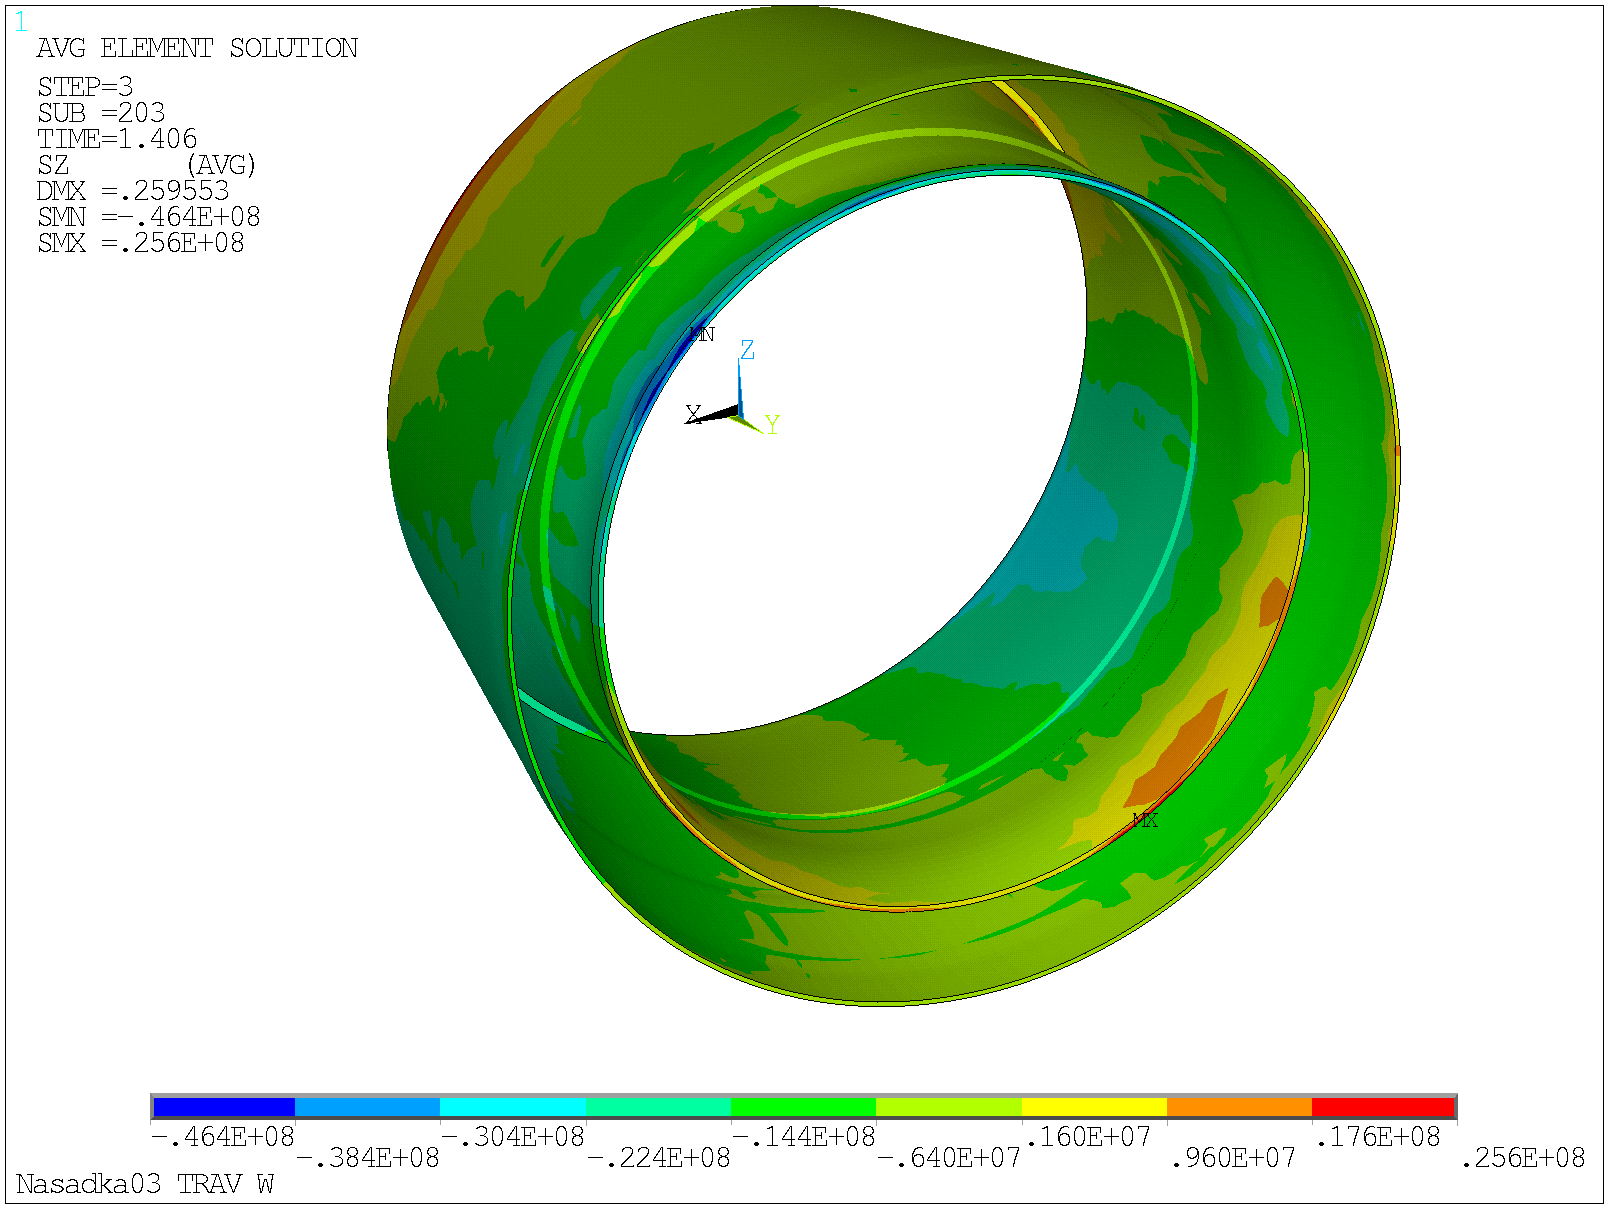 1
AVG ELEMENT SOLUTION
STEP=3
SUB =203
TIME=1.406
SZ (AVG)
DMX =.259553
SMN =-.464E+08
SMX =.256E+08
MN
Z
X
Y
MX
-.464E+08 -.304E+08 -.144E+08 .160E+07 .176E+08
-.384E+08 -.224E+08 -.640E+07 .960E+07 .256E+08
Nasadka03 TRAV W